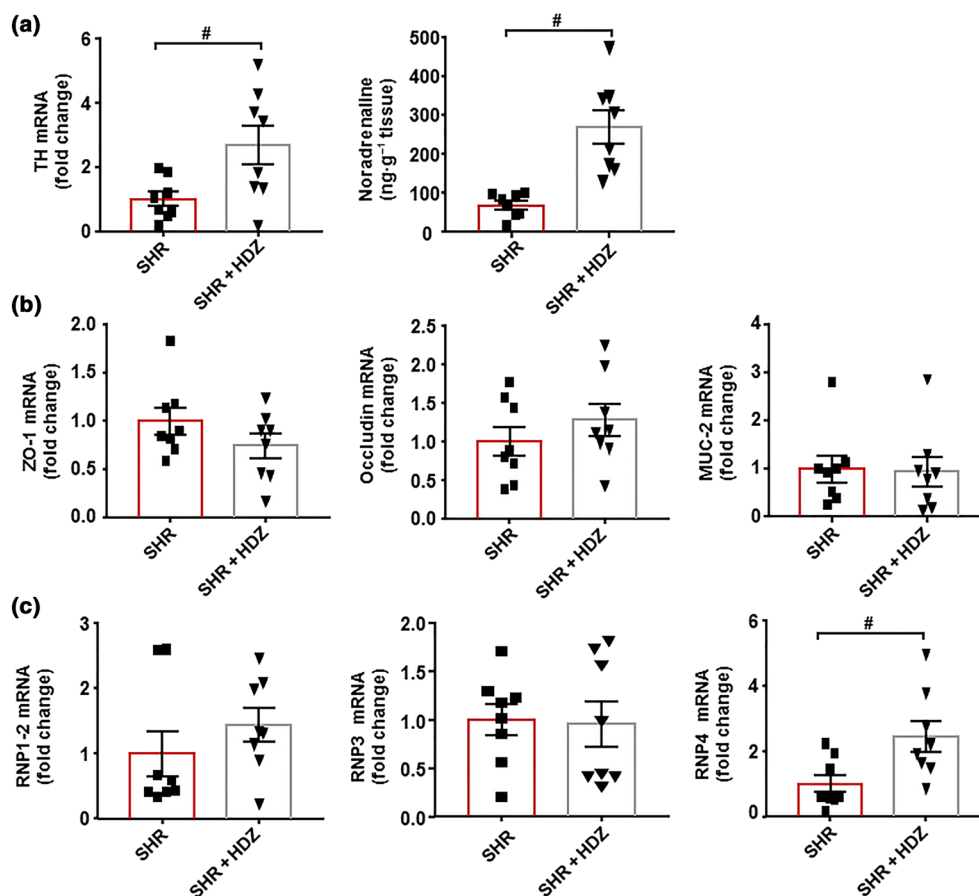 (a)
#
TH mRNA
(fold change)
6
4
2
0
SHR
SHR + HDZ
#
Noradrenaline
(ng·g⁻¹ tissue)
500
400
300
200
100
0
SHR
SHR + HDZ
(b)
ZO-1 mRNA
(fold change)
2.0
1.5
1.0
0.5
0.0
SHR
SHR + HDZ
Occludin mRNA
(fold change)
2.5
2.0
1.5
1.0
0.5
0.0
SHR
SHR + HDZ
MUC-2 mRNA
(fold change)
4
3
2
1
0
SHR
SHR + HDZ
(c)
RNP1-2 mRNA
(fold change)
3
2
1
0
SHR
SHR + HDZ
RNP3 mRNA
(fold change)
2.0
1.5
1.0
0.5
0.0
SHR
SHR + HDZ
#
RNP4 mRNA
(fold change)
6
4
2
0
SHR
SHR + HDZ